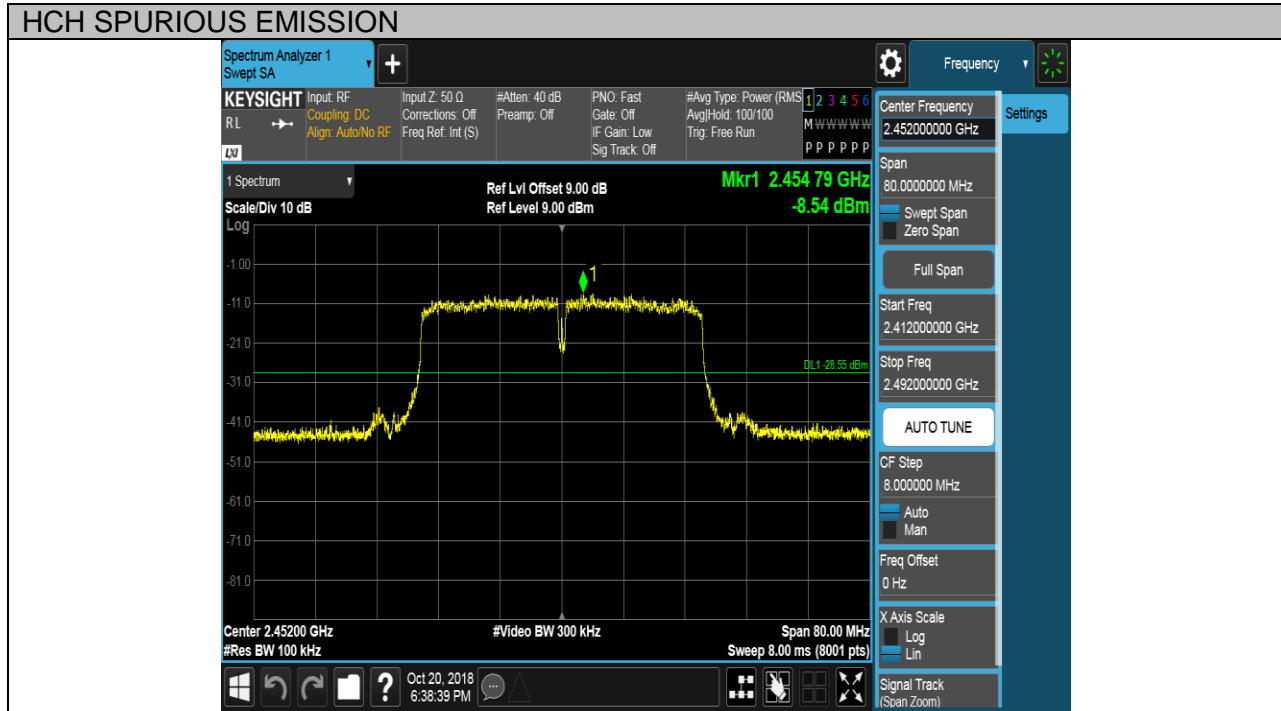 HCH SPURIOUS EMISSION
Spectrum Analyzer 1
Swept SA
+
Frequency
KEYSIGHT
RL
LXI
Input: RF
Coupling: DC
Align: Auto/No RF
Input Z: 50 Ω
Corrections: Off
Freq Ref: Int (S)
#Atten: 40 dB
Preamp: Off
PNO: Fast
Gate: Off
IF Gain: Low
Sig Track: Off
#Avg Type: Power (RMS
Avg|Hold: 100/100
Trig: Free Run
1 2 3 4 5 6
M W W W W W
P P P P P P
1 Spectrum
Scale/Div 10 dB
Log
Ref Lvl Offset 9.00 dB
Ref Level 9.00 dBm
Mkr1 2.454 79 GHz
-8.54 dBm
1
-1.00
-11.0
-21.0
DL1 -28.55 dBm
-31.0
-41.0
-51.0
-61.0
-71.0
-81.0
Center 2.45200 GHz
#Res BW 100 kHz
#Video BW 300 kHz
Span 80.00 MHz
Sweep 8.00 ms (8001 pts)
?
Oct 20, 2018
6:38:39 PM
Settings
Center Frequency
2.452000000 GHz
Span
80.0000000 MHz
Swept Span
Zero Span
Full Span
Start Freq
2.412000000 GHz
Stop Freq
2.492000000 GHz
AUTO TUNE
CF Step
8.000000 MHz
Auto
Man
Freq Offset
0 Hz
X Axis Scale
Log
Lin
Signal Track
(Span Zoom)